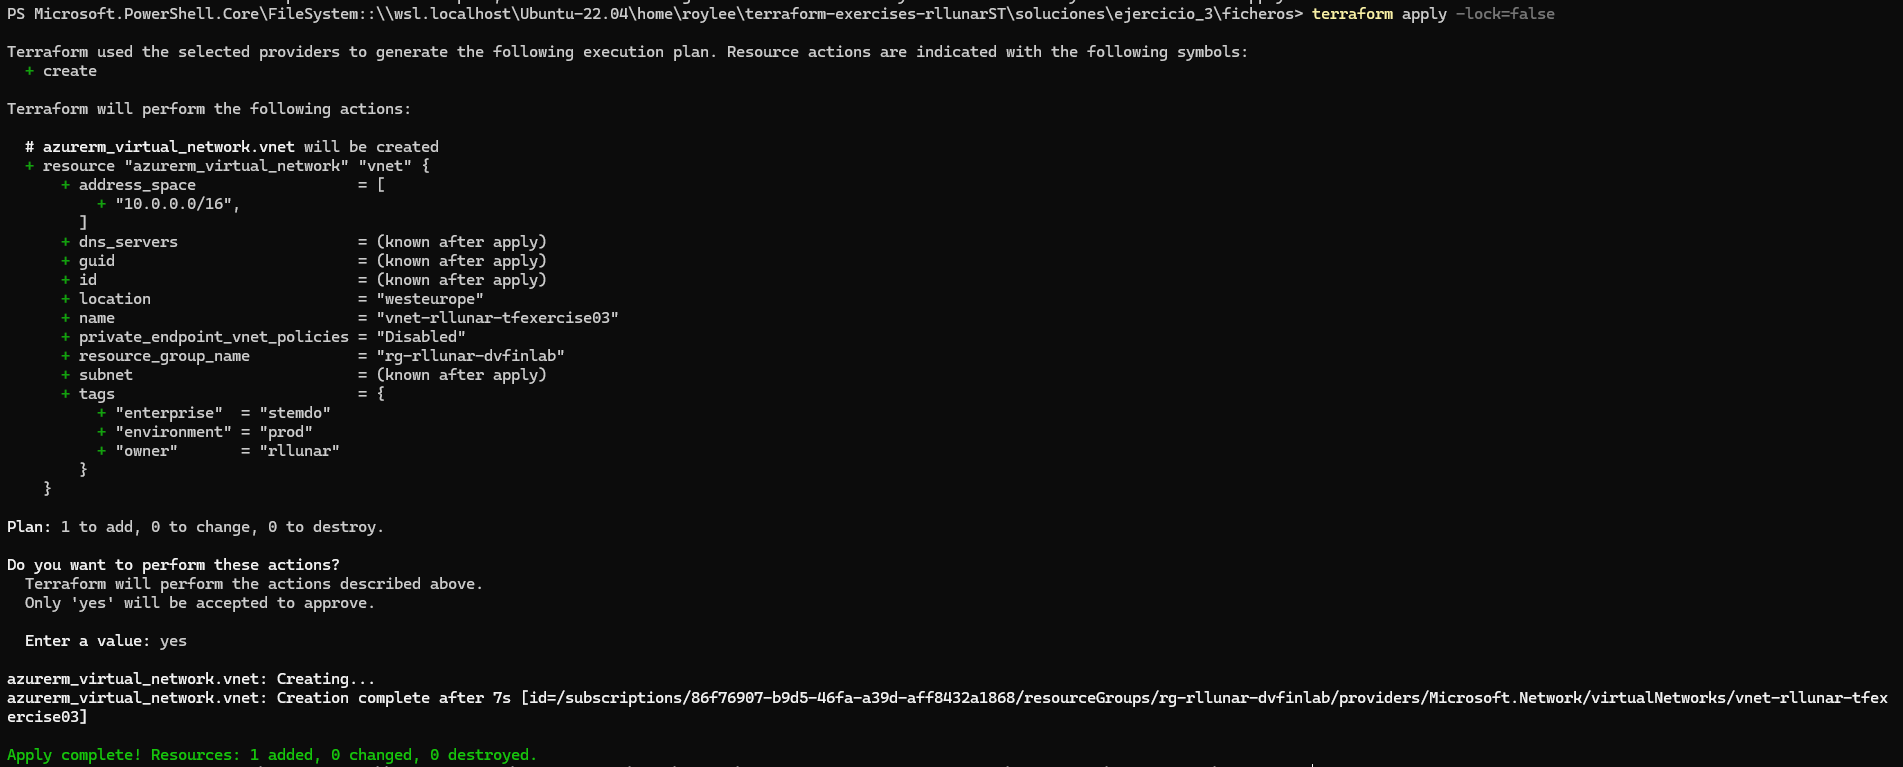 PS Microsoft.PowerShell.Core\FileSystem::\\wsl.localhost\Ubuntu-22.04\home\roylee\terraform-exercises-rllunarST\soluciones\ejercicio_3\ficheros> terraform apply -lock=false
Terraform used the selected providers to generate the following execution plan. Resource actions are indicated with the following symbols:
  + create
Terraform will perform the following actions:
  # azurerm_virtual_network.vnet will be created
  + resource "azurerm_virtual_network" "vnet" {
      + address_space                  = [
          + "10.0.0.0/16",
        ]
      + dns_servers                    = (known after apply)
      + guid                           = (known after apply)
      + id                             = (known after apply)
      + location                       = "westeurope"
      + name                           = "vnet-rllunar-tfexercise03"
      + private_endpoint_vnet_policies = "Disabled"
      + resource_group_name            = "rg-rllunar-dvfinlab"
      + subnet                         = (known after apply)
      + tags                           = {
          + "enterprise"  = "stemdo"
          + "environment" = "prod"
          + "owner"       = "rllunar"
        }
    }
Plan: 1 to add, 0 to change, 0 to destroy.
Do you want to perform these actions?
  Terraform will perform the actions described above.
  Only 'yes' will be accepted to approve.
  Enter a value: yes
azurerm_virtual_network.vnet: Creating...
azurerm_virtual_network.vnet: Creation complete after 7s [id=/subscriptions/86f76907-b9d5-46fa-a39d-aff8432a1868/resourceGroups/rg-rllunar-dvfinlab/providers/Microsoft.Network/virtualNetworks/vnet-rllunar-tfex
ercise03]
Apply complete! Resources: 1 added, 0 changed, 0 destroyed.